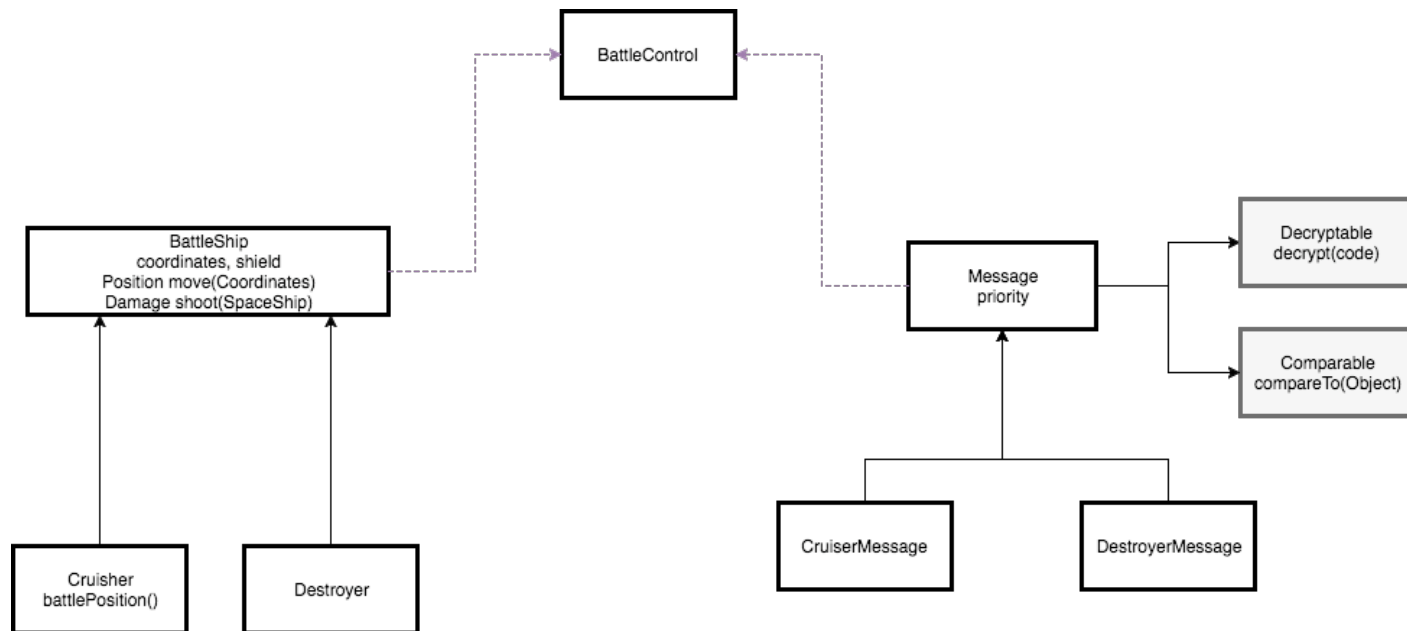 BattleControl
BattleShip
coordinates, shield
Position move(Coordinates)
Damage shoot(SpaceShip)
Message
priority
Decryptable
decrypt(code)
Comparable
compareTo(Object)
Cruisher
battlePosition()
Destroyer
CruiserMessage
DestroyerMessage